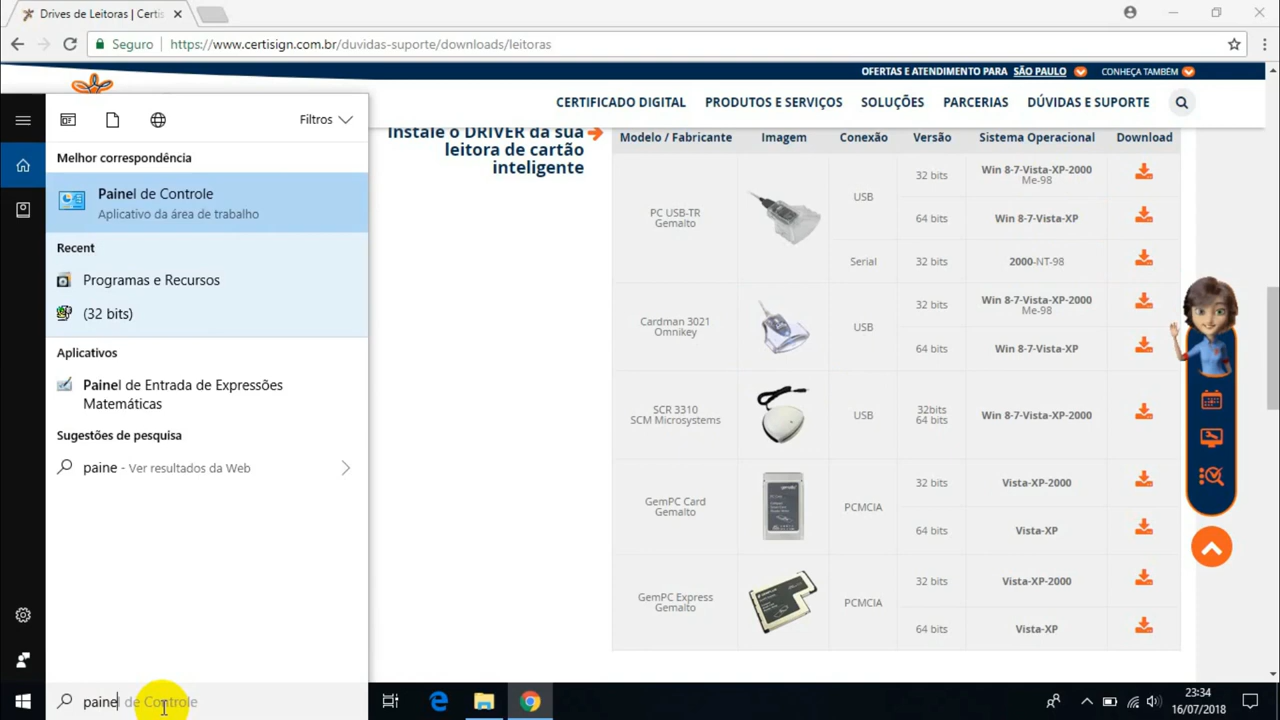 Drives de Leitoras | Certis
Seguro
https://www.certisign.com.br/duvidas-suporte/downloads/leitoras
OFERTAS E ATENDIMENTO PARA SÃO PAULO
CONHEÇA TAMBÉM
CERTIFICADO DIGITAL
PRODUTOS E SERVIÇOS
SOLUÇÕES
PARCERIAS
DÚVIDAS E SUPORTE
Filtros
Melhor correspondência
Painel de Controle
Aplicativo da área de trabalho
Recent
Programas e Recursos
(32 bits)
Aplicativos
Painel de Entrada de Expressões
Matemáticas
Sugestões de pesquisa
paine - Ver resultados da Web
Instale o DRIVER da sua
leitora de cartão
inteligente
Modelo / Fabricante
Imagem
Conexão
Versão
Sistema Operacional
Download
PC USB-TR
Gemalto
USB
32 bits
Win 8-7-Vista-XP-2000
Me-98
64 bits
Win 8-7-Vista-XP
Serial
32 bits
2000-NT-98
Cardman 3021
Omnikey
USB
32 bits
Win 8-7-Vista-XP-2000
Me-98
64 bits
Win 8-7-Vista-XP
SCR 3310
SCM Microsystems
USB
32bits
64 bits
Win 8-7-Vista-XP-2000
GemPC Card
Gemalto
PCMCIA
32 bits
Vista-XP-2000
64 bits
Vista-XP
GemPC Express
Gemalto
PCMCIA
32 bits
Vista-XP-2000
64 bits
Vista-XP
painel de Controle
23:34
16/07/2018